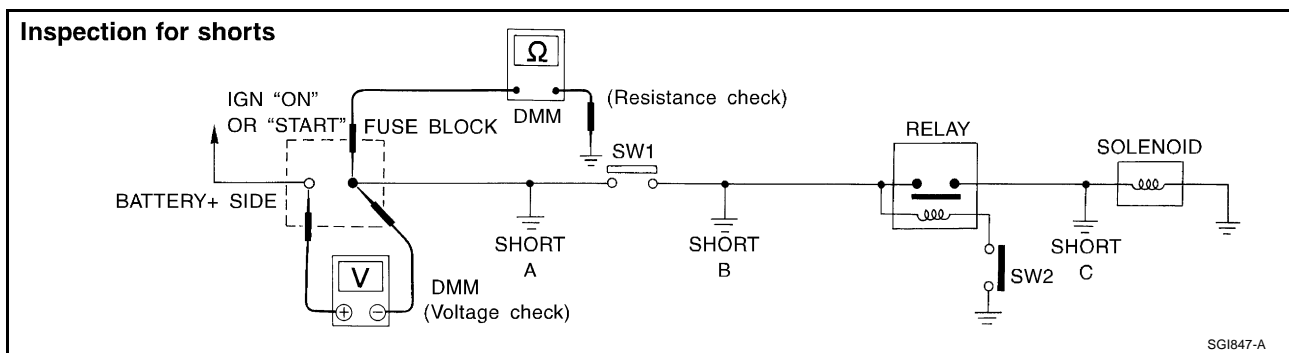 Inspection for shorts
IGN "ON"
OR "START"
FUSE BLOCK
BATTERY+ SIDE
Ω
DMM
(Resistance check)
SW1
RELAY
SOLENOID
V
+ −
DMM
(Voltage check)
SHORT
A
SHORT
B
SW2
SHORT
C
SGI847-A